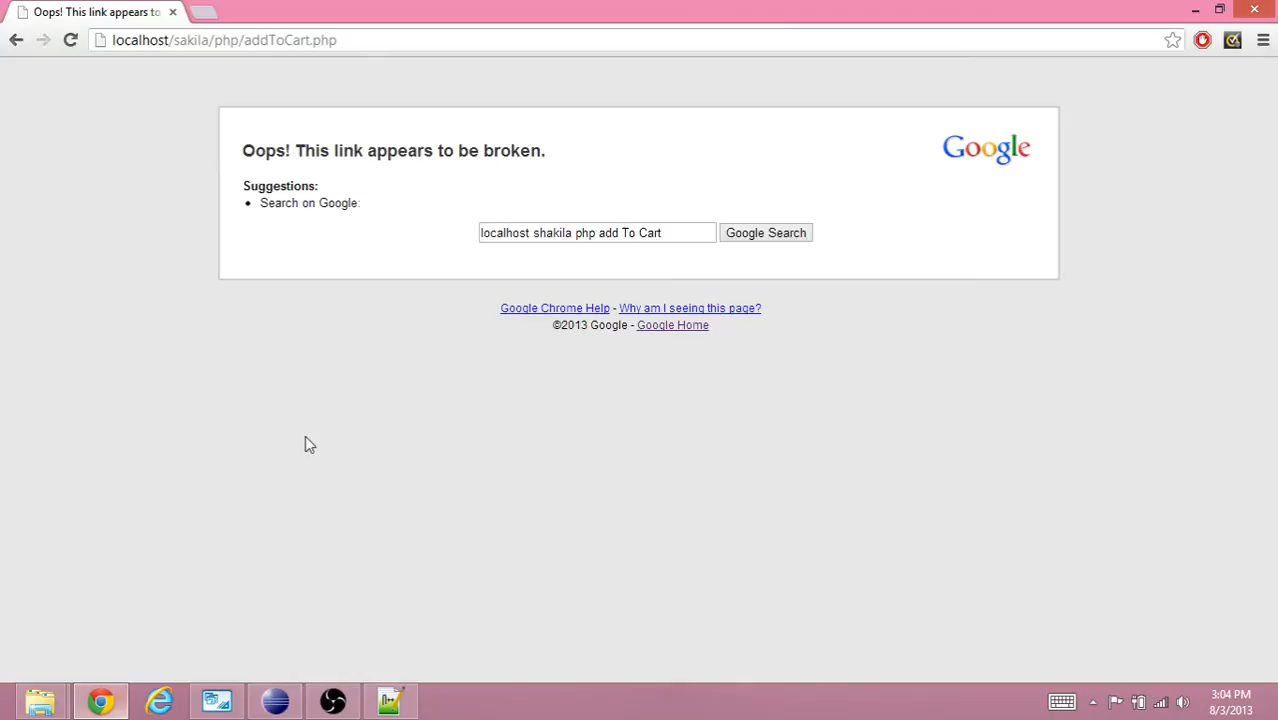 Oops! This link appears to
localhost/sakila/php/addToCart.php
Google
Oops! This link appears to be broken.
Suggestions:
Search on Google:
localhost shakila php add To Cart
Google Search
Google Chrome Help - Why am I seeing this page?
©2013 Google - Google Home
3:04 PM
8/3/2013